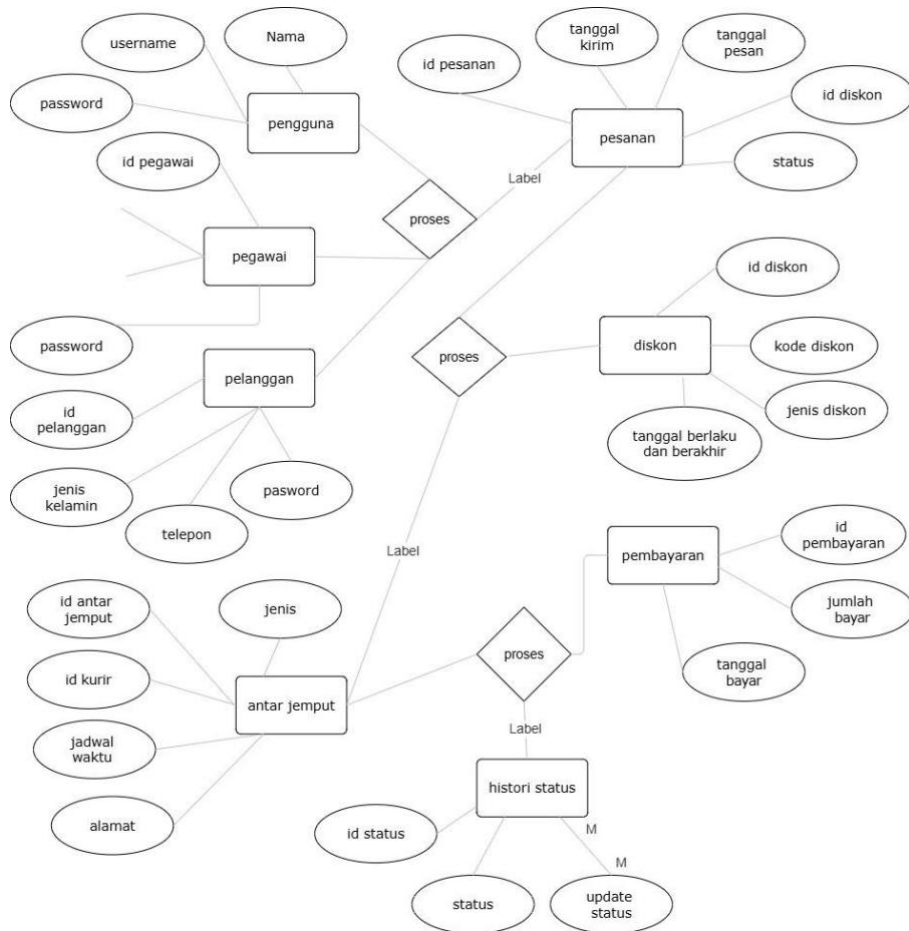 Nama
username
tanggal
kirim
tanggal
pesan
id pesanan
password
pengguna
id diskon
pesanan
id pegawai
status
Label
proses
pegawai
id diskon
password
proses
diskon
kode diskon
pelanggan
id
pelanggan
jenis diskon
tanggal berlaku
dan berakhir
jenis
kelamin
pasword
telepon
id
pembayaran
Label
pembayaran
id antar
jemput
jenis
jumlah
bayar
proses
id kurir
tanggal
bayar
antar jemput
Label
jadwal
waktu
histori status
alamat
id status
M
M
status
update
status